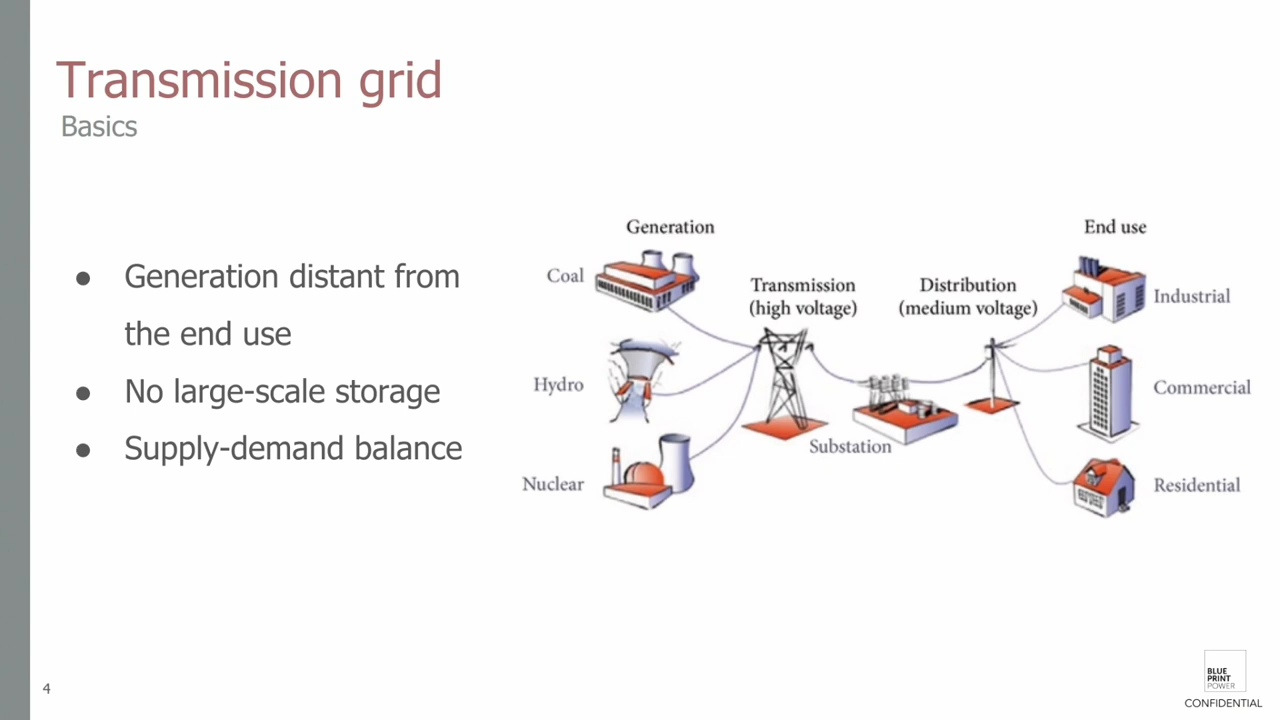 Transmission grid
Basics
● Generation distant from
the end use
● No large-scale storage
● Supply-demand balance
Generation
End use
Coal
Transmission
(high voltage)
Distribution
(medium voltage)
Industrial
Hydro
Commercial
Substation
Nuclear
Residential
4
BLUE
PRINT
POWER
CONFIDENTIAL